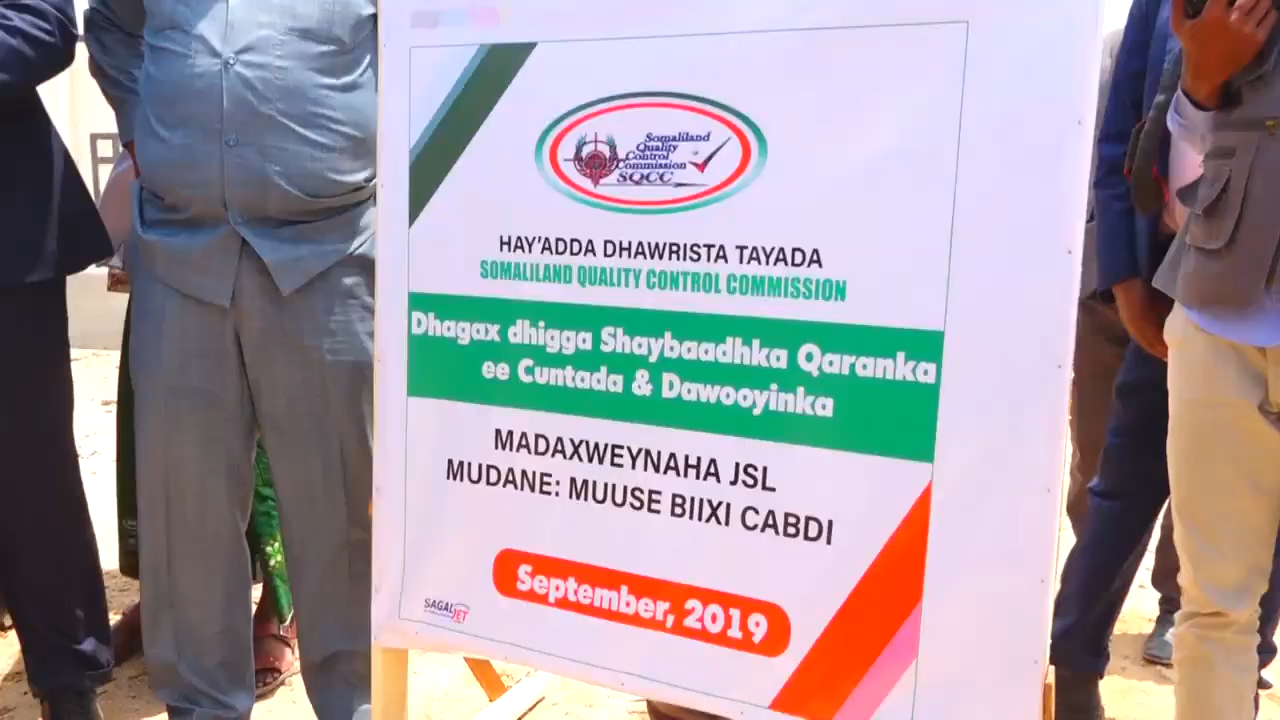 Somaliland
Quality
Control
Commission
SQCC
HAY'ADDA DHAWRISTA TAYADA
SOMALILAND QUALITY CONTROL COMMISSION
Dhagax dhigga Shaybaadhka Qaranka
ee Cuntada & Dawooyinka
MADAXWEYNAHA JSL
MUDANE: MUUSE BIIXI CABDI
September, 2019
SAGAL JET